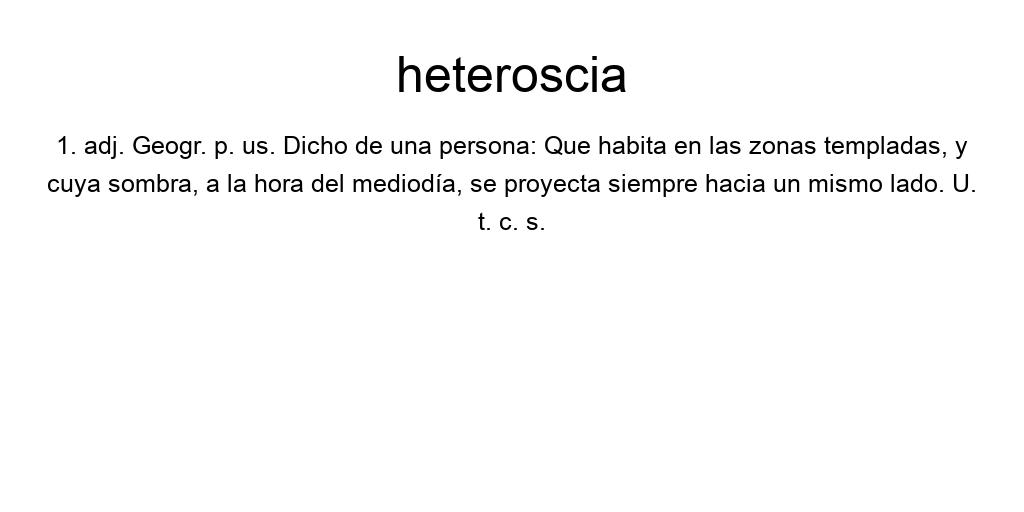 heteroscia
1. adj. Geogr. p. us. Dicho de una persona: Que habita en las zonas templadas, y
cuya sombra, a la hora del mediodía, se proyecta siempre hacia un mismo lado. U.
t. c. s.